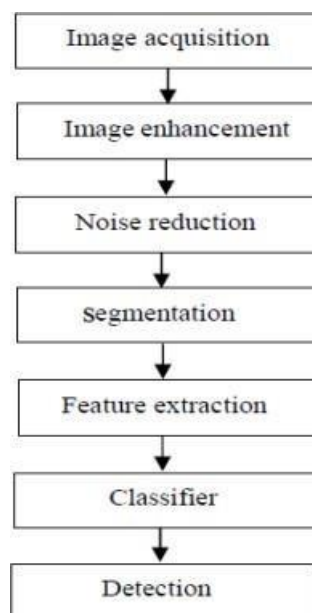 Image acquisition
Image enhancement
Noise reduction
Segmentation
Feature extraction
Classifier
Detection